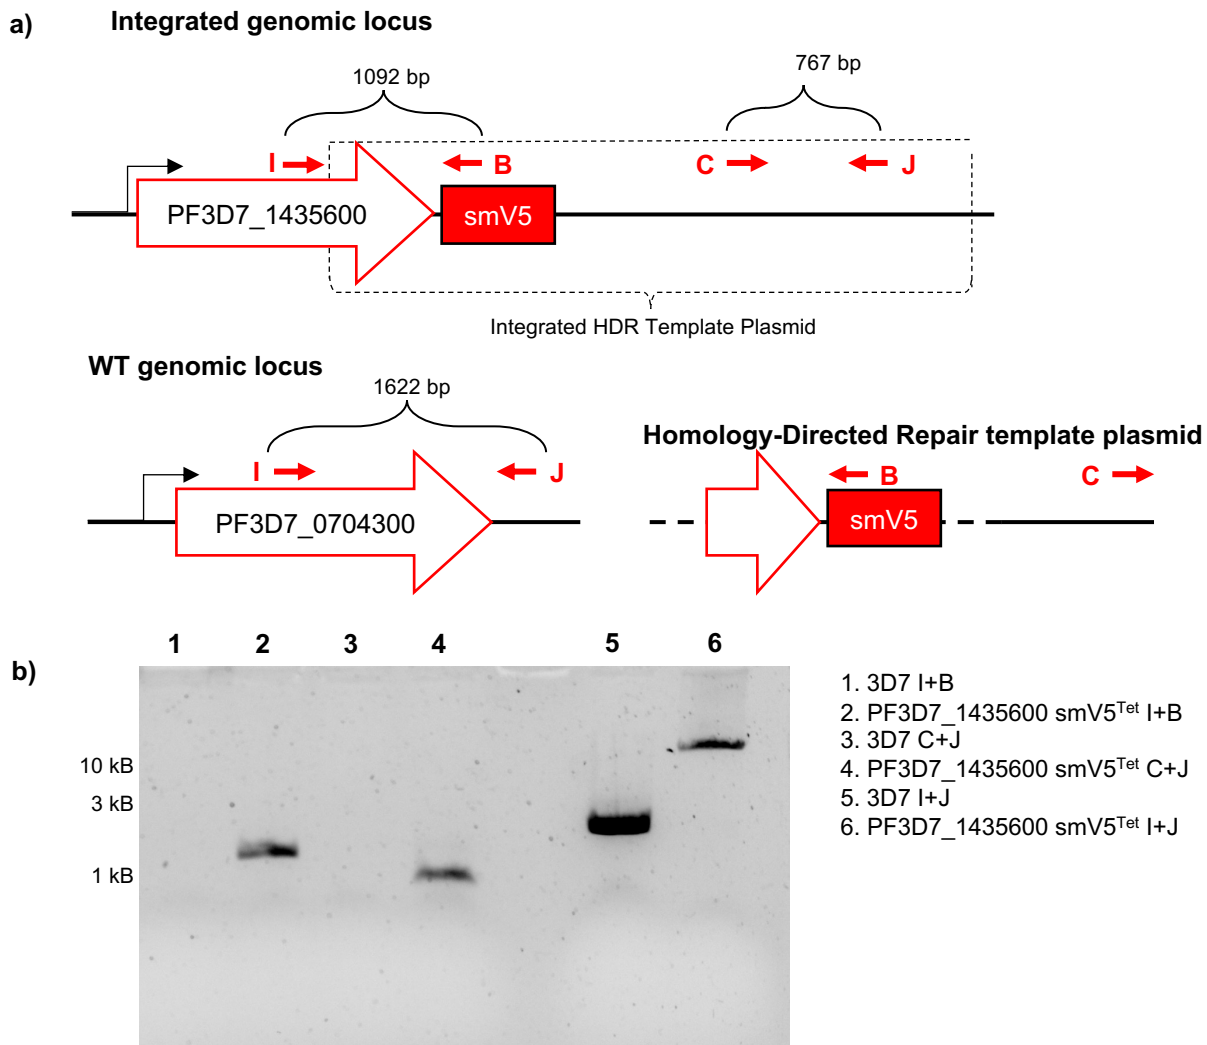 a)
Integrated genomic locus
1092 bp
767 bp
I
B
C
J
PF3D7_1435600
smV5
Integrated HDR Template Plasmid
WT genomic locus
1622 bp
I
J
PF3D7_0704300
Homology-Directed Repair template plasmid
B
C
smV5
1 2 3 4 5 6
b)
10 kB
3 kB
1 kB
1. 3D7 I+B
2. PF3D7_1435600 smV5ᵀᵉᵗ I+B
3. 3D7 C+J
4. PF3D7_1435600 smV5ᵀᵉᵗ C+J
5. 3D7 I+J
6. PF3D7_1435600 smV5ᵀᵉᵗ I+J